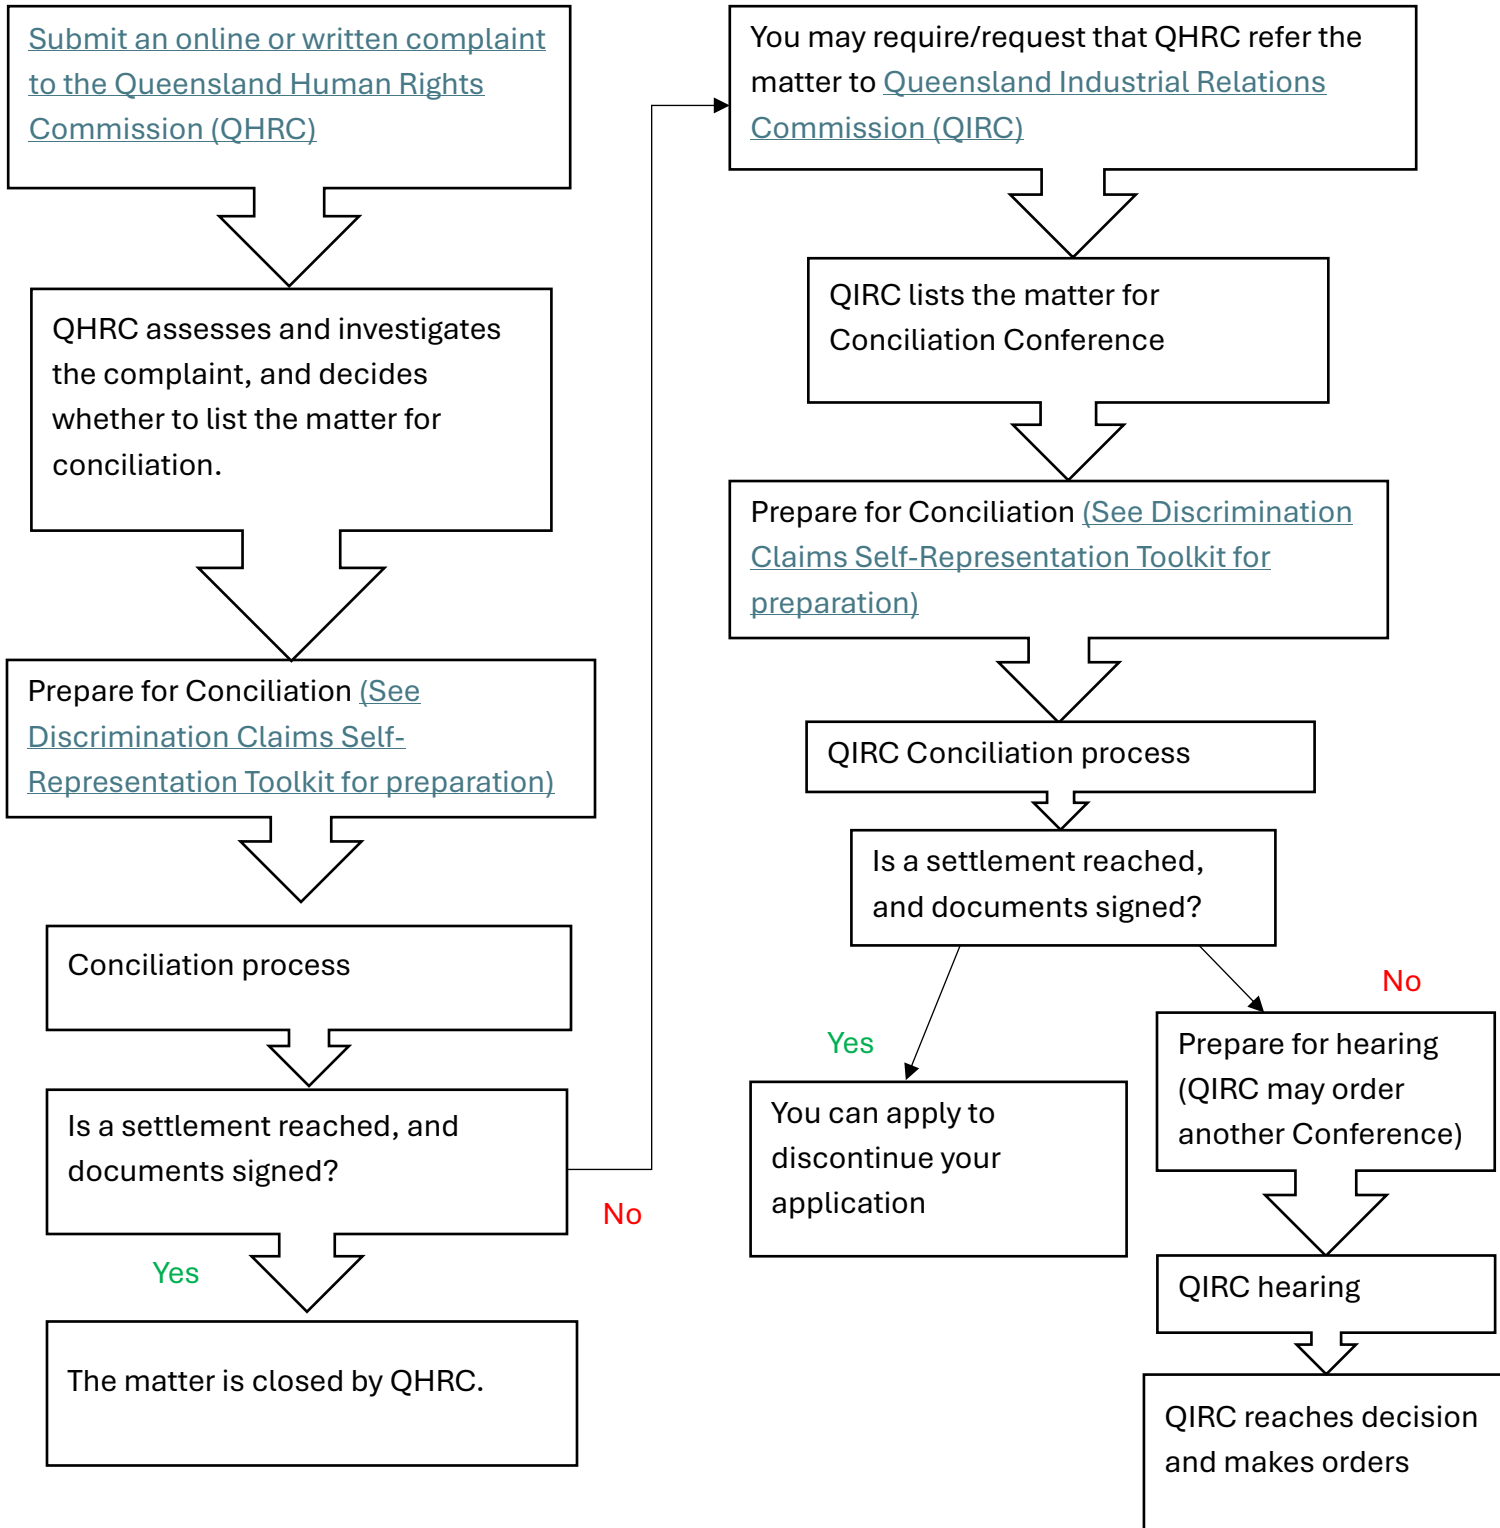 Submit an online or written complaint
to the Queensland Human Rights
Commission (QHRC)
QHRC assesses and investigates
the complaint, and decides
whether to list the matter for
conciliation.
Prepare for Conciliation (See
Discrimination Claims Self-
Representation Toolkit for preparation)
Conciliation process
Is a settlement reached, and
documents signed?
No
Yes
The matter is closed by QHRC.
You may require/request that QHRC refer the
matter to Queensland Industrial Relations
Commission (QIRC)
QIRC lists the matter for
Conciliation Conference
Prepare for Conciliation (See Discrimination
Claims Self-Representation Toolkit for
preparation)
QIRC Conciliation process
Is a settlement reached,
and documents signed?
Yes
You can apply to
discontinue your
application
No
Prepare for hearing
(QIRC may order
another Conference)
QIRC hearing
QIRC reaches decision
and makes orders